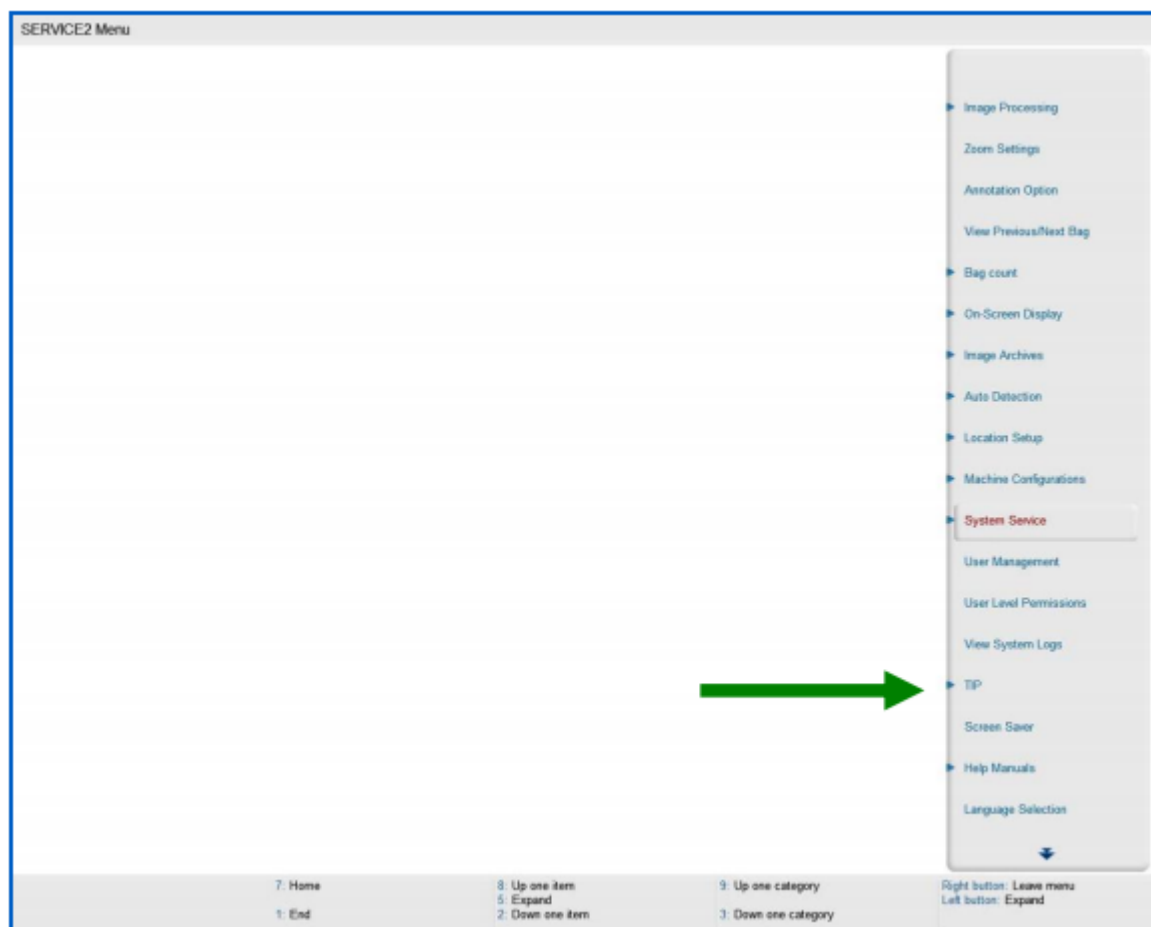 SERVICE2 Menu
Image Processing
Zoom Settings
Annotation Option
View Previous/Next Bag
Bag count
On-Screen Display
Image Archives
Auto Detection
Location Setup
Machine Configurations
System Service
User Management
User Level Permissions
View System Logs
TIP
Screen Saver
Help Manuals
Language Selection
7: Home 8: Up one item 9: Up one category Right button: Leave menu
5: Expand Left button: Expand
1: End 2: Down one item 3: Down one category